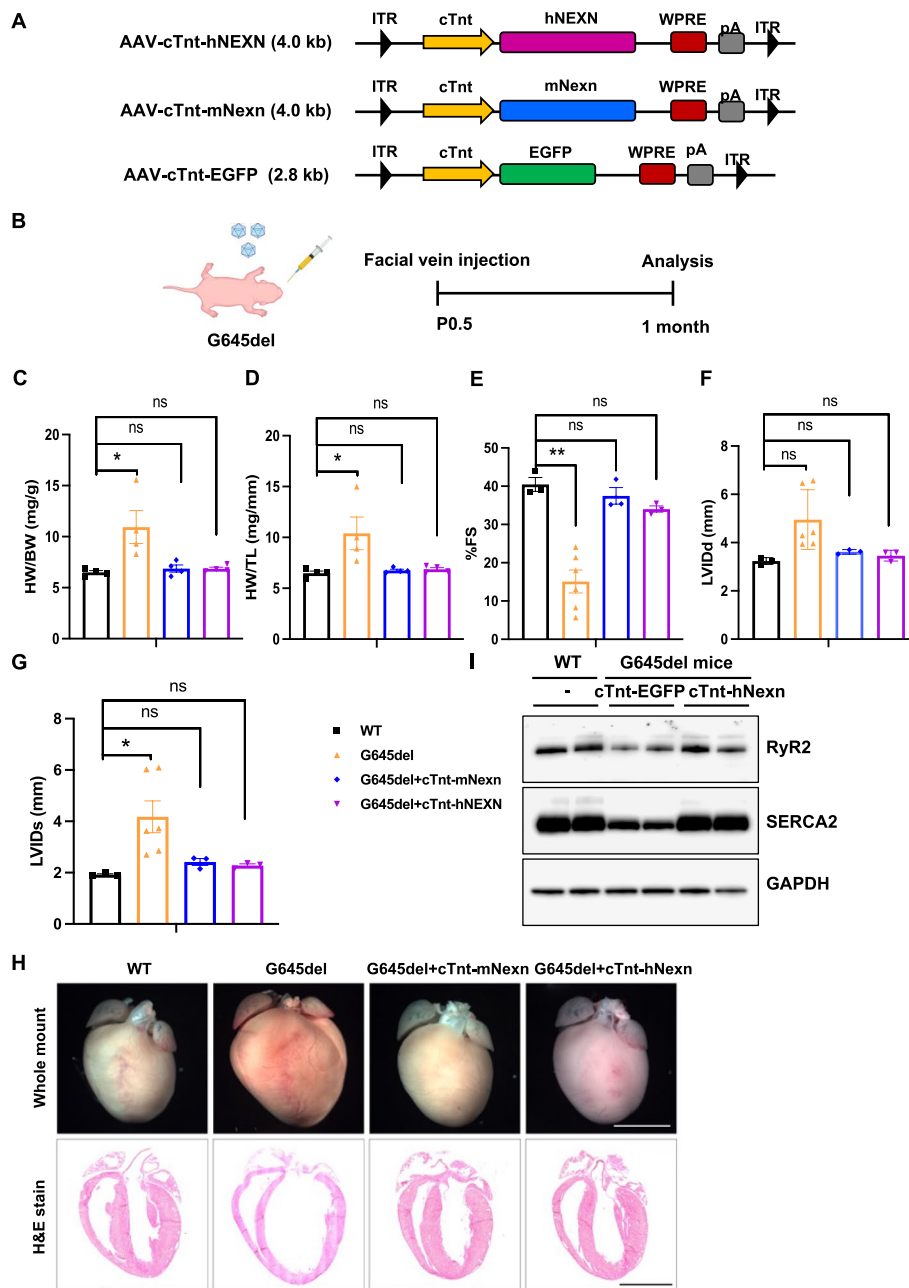 A
AAV-cTnt-hNEXN (4.0 kb)
ITR cTnt hNEXN WPRE pA ITR
AAV-cTnt-mNexn (4.0 kb)
ITR cTnt mNexn WPRE pA ITR
AAV-cTnt-EGFP (2.8 kb)
ITR cTnt EGFP WPRE pA ITR
B
G645del
Facial vein injection Analysis
P0.5 1 month
C
ns
ns
*
HW/BW (mg/g)
20
15
10
5
0
D
ns
ns
*
HW/TL (mg/mm)
20
15
10
5
0
E
ns
ns
**
%FS
60
40
20
0
F
ns
ns
ns
LVIDd (mm)
8
6
4
2
0
G
ns
ns
*
LVIDs (mm)
8
6
4
2
0
WT
G645del
G645del+cTnt-mNexn
G645del+cTnt-hNEXN
I
WT G645del mice
- cTnt-EGFP cTnt-hNexn
RyR2
SERCA2
GAPDH
H
WT G645del G645del+cTnt-mNexn G645del+cTnt-hNexn
Whole mount
H&E stain